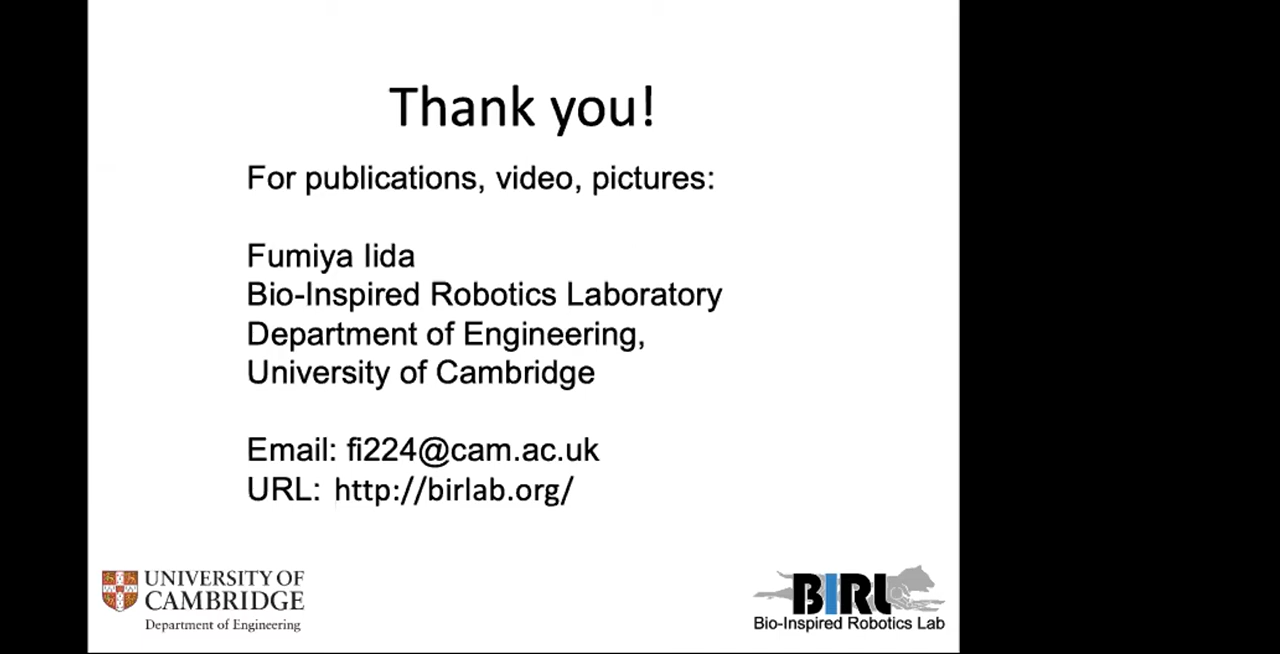 Thank you!
For publications, video, pictures:
Fumiya Iida
Bio-Inspired Robotics Laboratory
Department of Engineering,
University of Cambridge
Email: fi224@cam.ac.uk
URL: http://birlab.org/
UNIVERSITY OF
CAMBRIDGE
Department of Engineering
BIRL
Bio-Inspired Robotics Lab